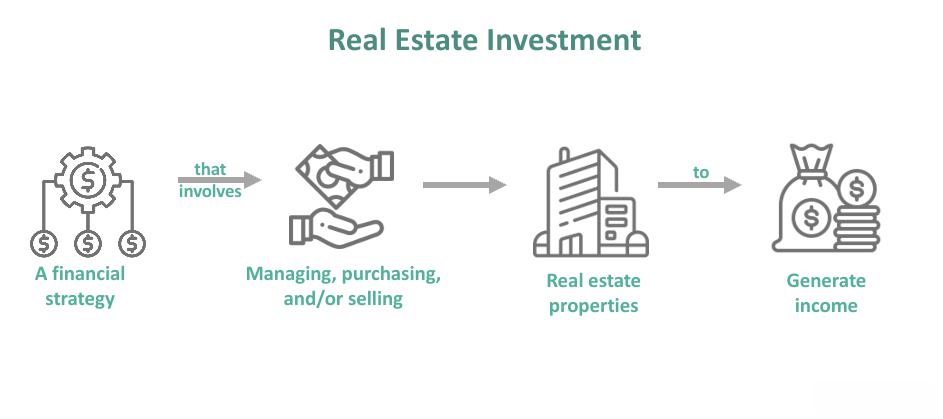 Real Estate Investment
that
involves
to
A financial
strategy
Managing, purchasing,
and/or selling
Real estate
properties
Generate
income